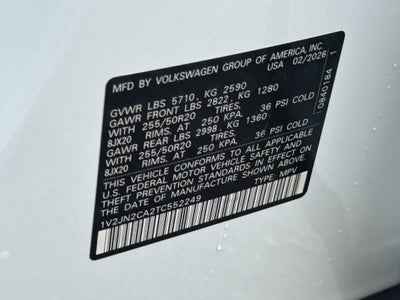 MFD BY VOLKSWAGEN GROUP OF AMERICA, INC.
USA 02/2026
GVWR LBS 5710, KG 2590
GAWR FRONT LBS 2822, KG 1280
WITH 255/50R20 TIRES,
8JX20 RIMS, AT 250 KPA, 36 PSI COLD
GAWR REAR LBS 2998, KG 1360
WITH 255/50R20 TIRES,
8JX20 RIMS, AT 250 KPA, 36 PSI COLD
THIS VEHICLE CONFORMS TO ALL APPLICABLE
U.S. FEDERAL MOTOR VEHICLE SAFETY AND
THEFT PREVENTION STANDARDS IN EFFECT ON
THE DATE OF MANUFACTURE SHOWN ABOVE.
1V2JN2CA2TC552249 TYPE: MPV
0840184 1